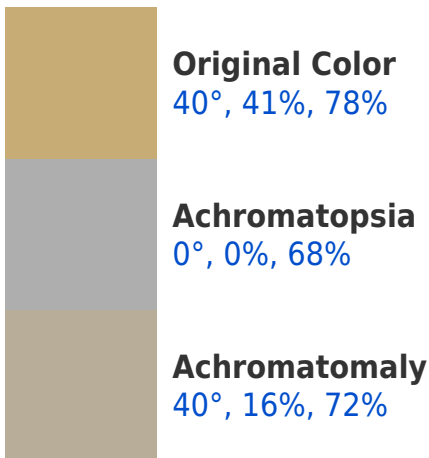 Original Color
40°, 41%, 78%
Achromatopsia
0°, 0%, 68%
Achromatomaly
40°, 16%, 72%